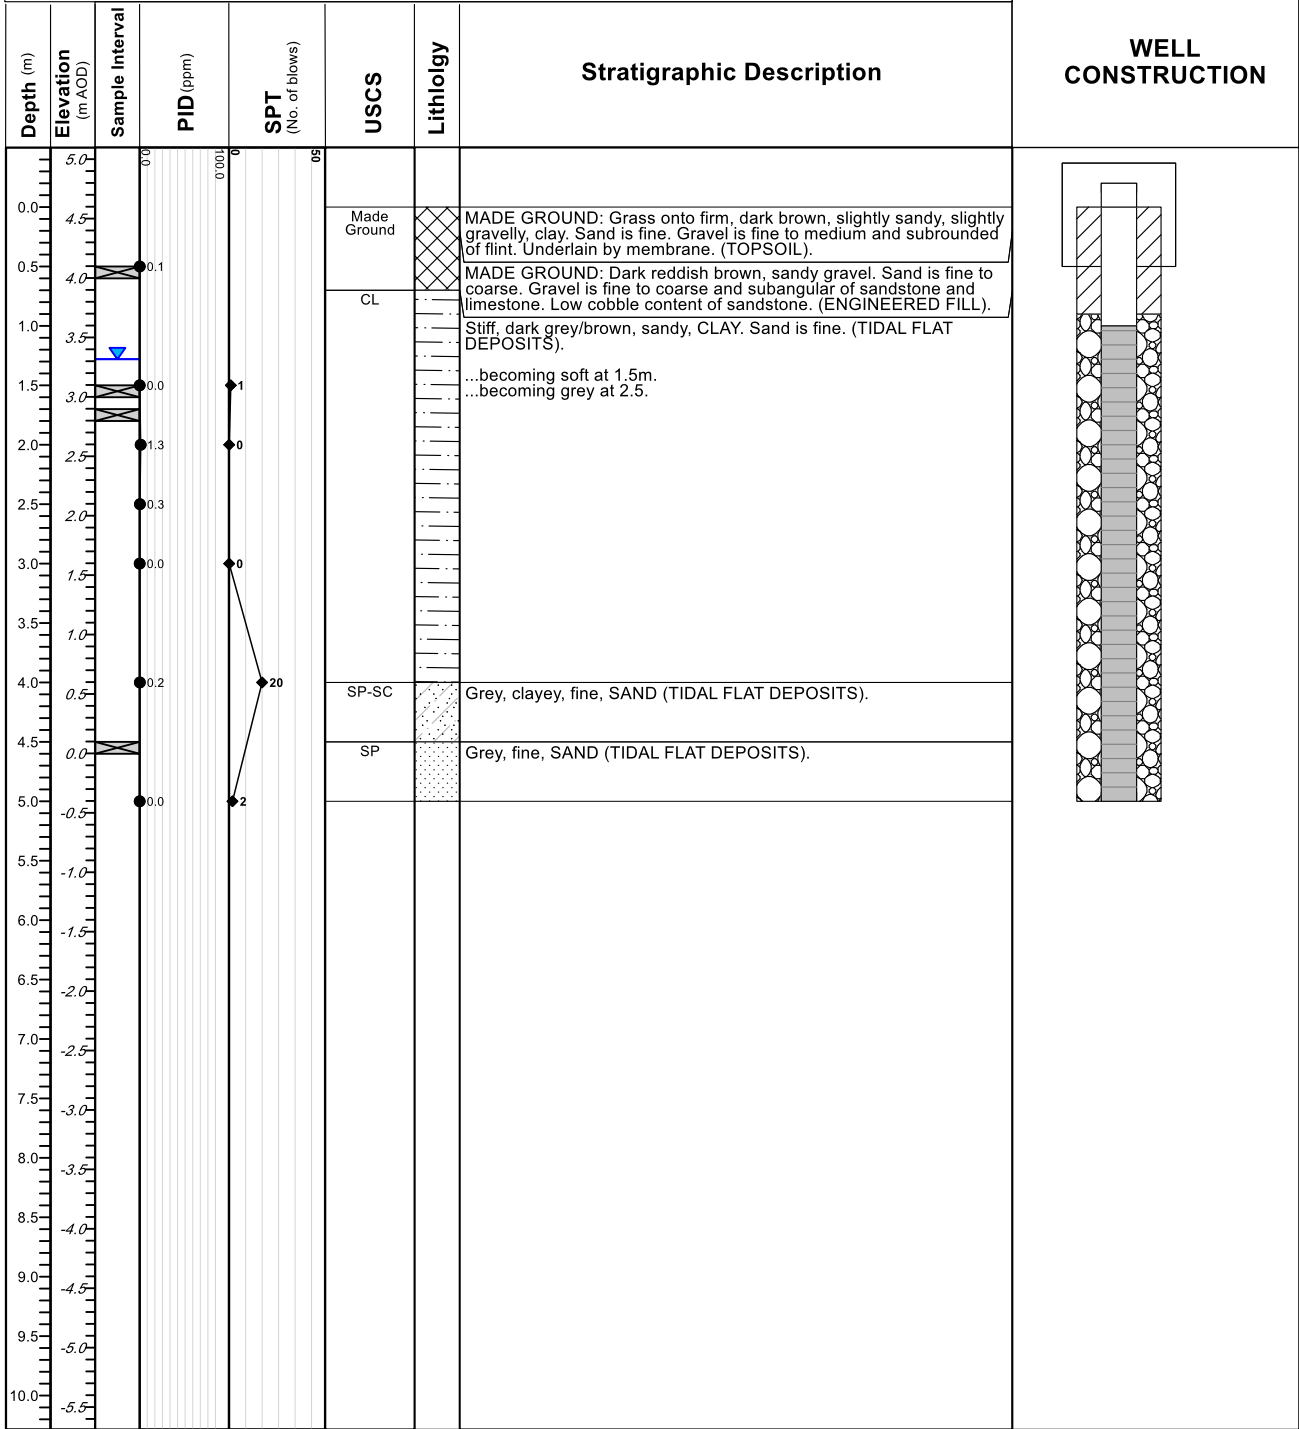 Depth (m)
Elevation
(m AOD)
Sample Interval
PID (ppm)
SPT
(No. of blows)
USCS
Lithlolgy
Stratigraphic Description
WELL
CONSTRUCTION
0.0
100.0
0
50
5.0
0.0
4.5
0.5
4.0
1.0
3.5
1.5
3.0
2.0
2.5
2.5
2.0
3.0
1.5
3.5
1.0
4.0
0.5
4.5
0.0
5.0
-0.5
5.5
-1.0
6.0
-1.5
6.5
-2.0
7.0
-2.5
7.5
-3.0
8.0
-3.5
8.5
-4.0
9.0
-4.5
9.5
-5.0
10.0
-5.5
0.1
0.0
1.3
0.3
0.0
0.2
0.0
1
0
0
20
2
Made
Ground
MADE GROUND: Grass onto firm, dark brown, slightly sandy, slightly
gravelly, clay. Sand is fine. Gravel is fine to medium and subrounded
of flint. Underlain by membrane. (TOPSOIL).
MADE GROUND: Dark reddish brown, sandy gravel. Sand is fine to
coarse. Gravel is fine to coarse and subangular of sandstone and
limestone. Low cobble content of sandstone. (ENGINEERED FILL).
CL
Stiff, dark grey/brown, sandy, CLAY. Sand is fine. (TIDAL FLAT
DEPOSITS).
...becoming soft at 1.5m.
...becoming grey at 2.5.
SP-SC
Grey, clayey, fine, SAND (TIDAL FLAT DEPOSITS).
SP
Grey, fine, SAND (TIDAL FLAT DEPOSITS).